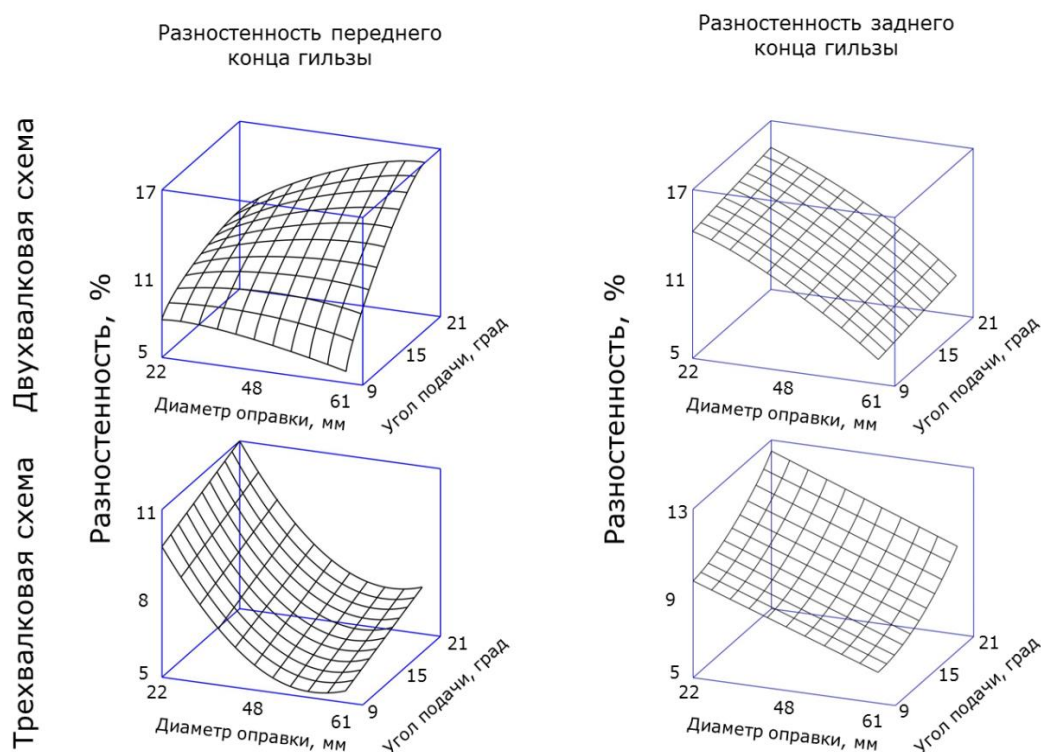 Разностенность переднего
конца гильзы
Разностенность заднего
конца гильзы
Двухвалковая схема
Разностенность, %
17
11
5
22
48
61
9
15
21
Диаметр оправки, мм
Угол подачи, град
Разностенность, %
17
11
5
22
48
61
9
15
21
Диаметр оправки, мм
Угол подачи, град
Трехвалковая схема
11
8
5
22
48
61
9
15
21
Диаметр оправки, мм
Угол подачи, град
13
9
5
22
48
61
9
15
21
Диаметр оправки, мм
Угол подачи, град